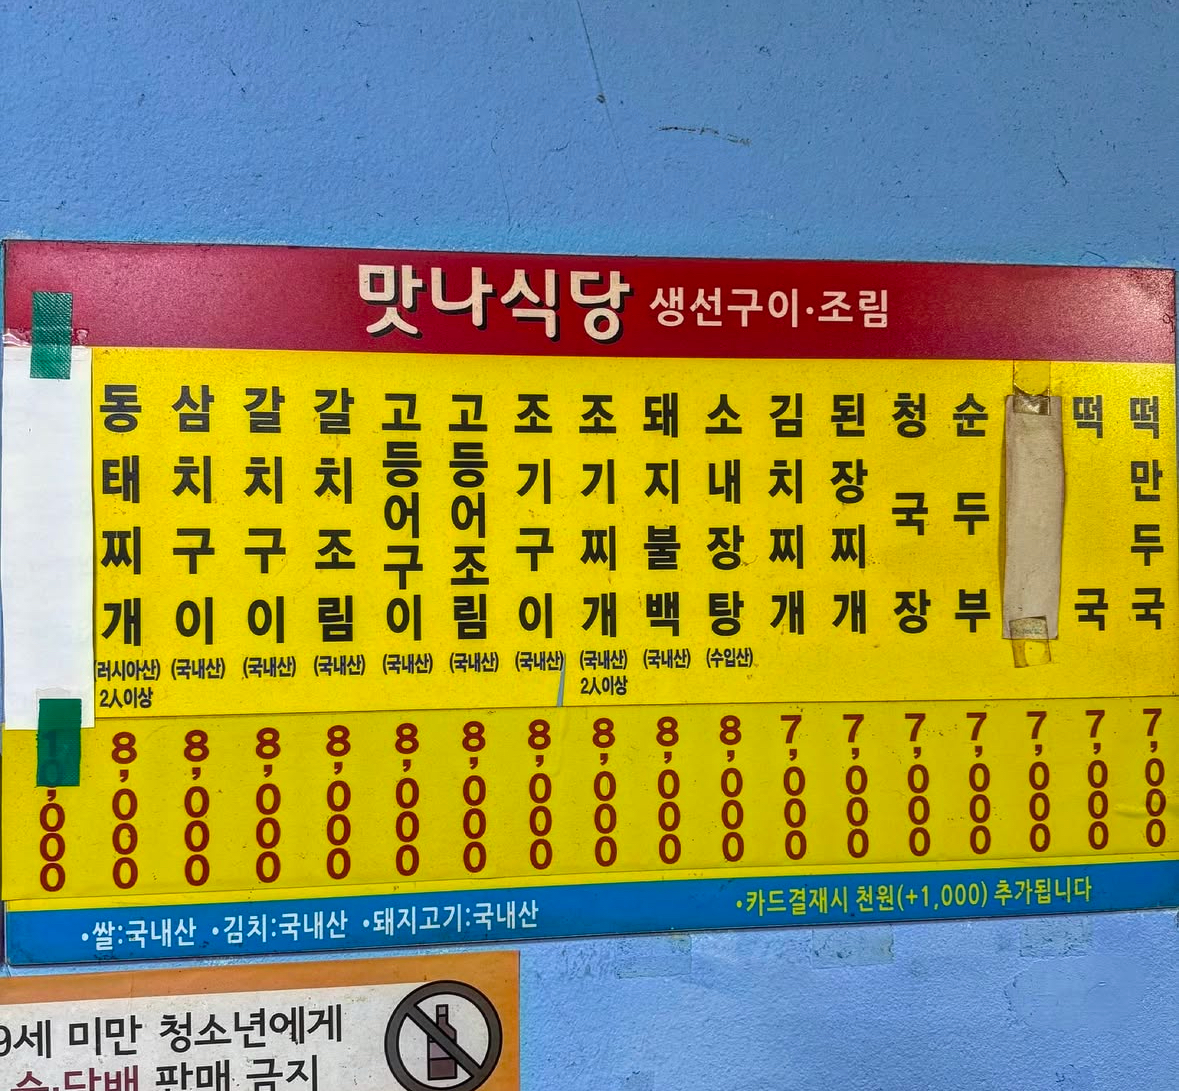 맛나식당 생선구이·조림
동태찌개 (러시아산) 2人이상 8,000
삼치구이 (국내산) 8,000
갈치구이 (국내산) 8,000
갈치조림 (국내산) 8,000
고등어구이 (국내산) 8,000
고등어조림 (국내산) 8,000
조기구이 (국내산) 8,000
조기찌개 (국내산) 2人이상 8,000
돼지불백 (국내산) 8,000
소내장탕 (수입산) 8,000
김치찌개 7,000
된장찌개 7,000
청국장 7,000
순두부 7,000
7,000
떡국 7,000
떡만두국 7,000
•쌀:국내산 •김치:국내산 •돼지고기:국내산
•카드결재시 천원(+1,000) 추가됩니다
9세 미만 청소년에게
술·담배 판매 금지